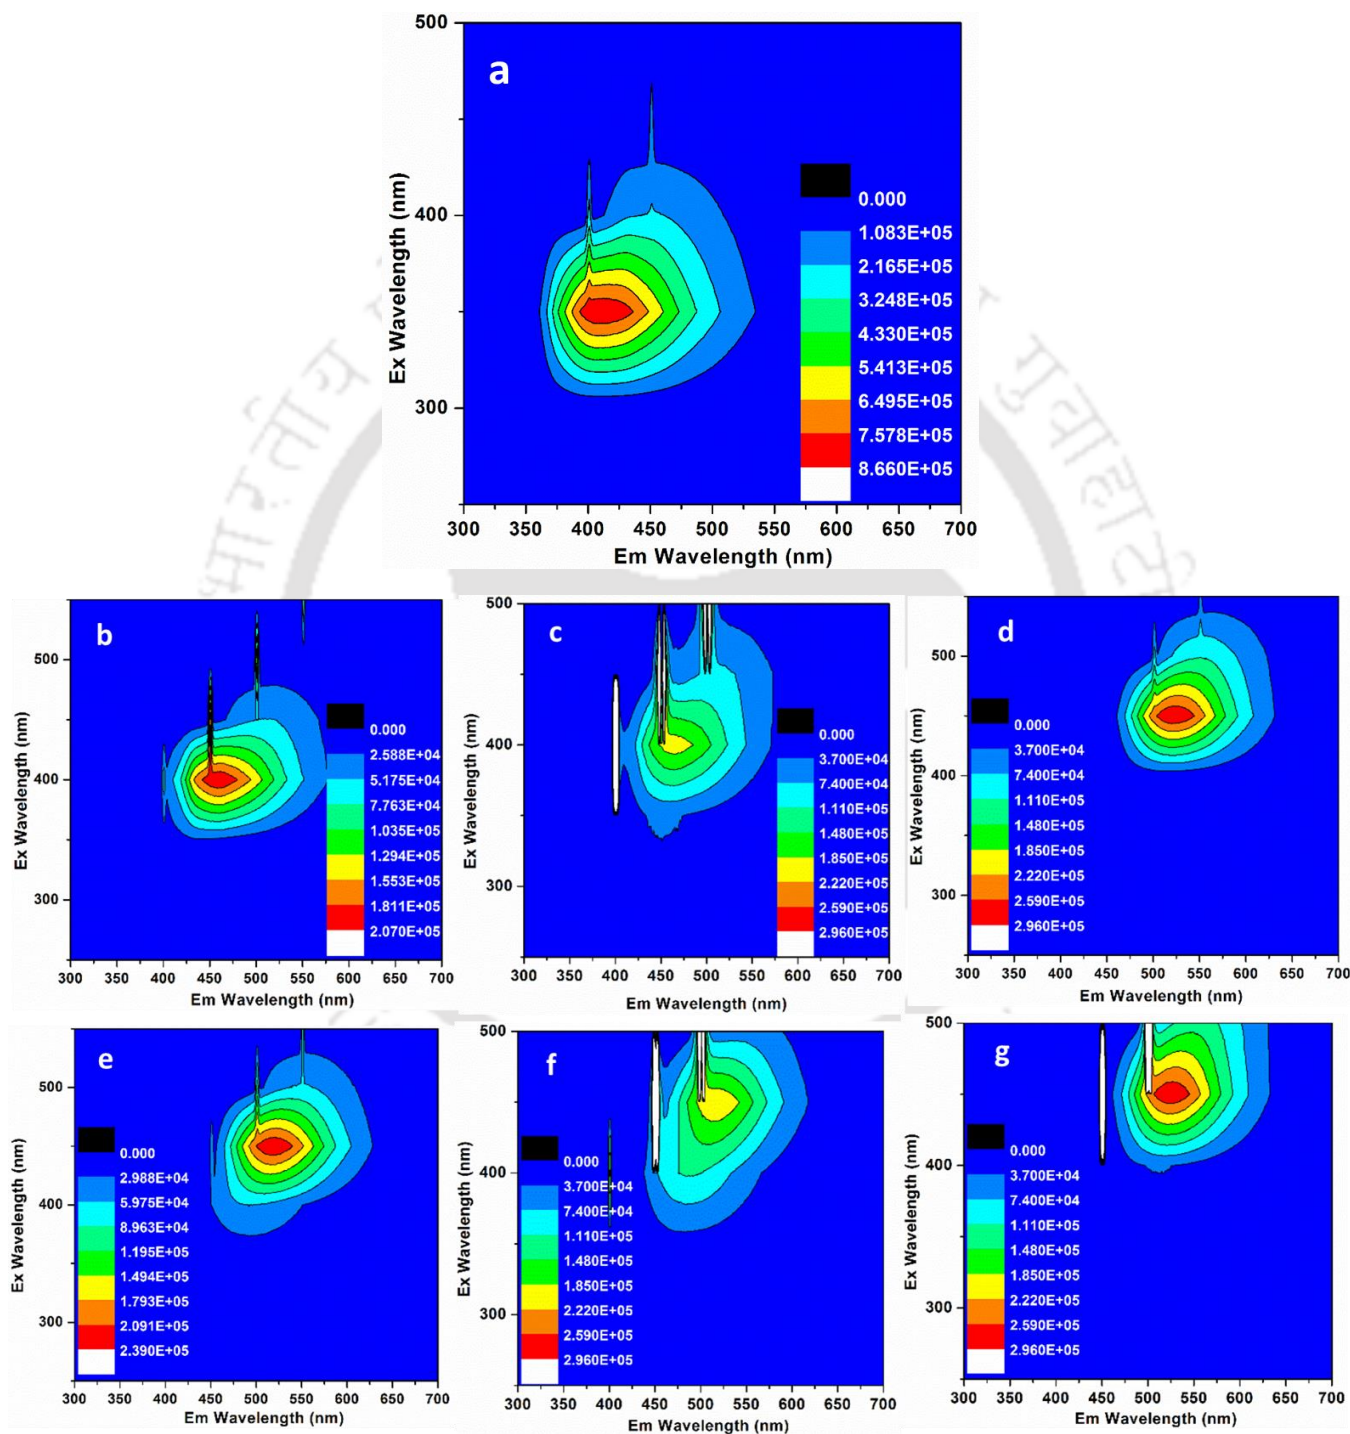 500
400
300
Ex Wavelength (nm)
a
0.000
1.083E+05
2.165E+05
3.248E+05
4.330E+05
5.413E+05
6.495E+05
7.578E+05
8.660E+05
300 350 400 450 500 550 600 650 700
Em Wavelength (nm)
भारतीय
गुवाहाटी
500
400
300
Ex Wavelength (nm)
b
0.000
2.588E+04
5.175E+04
7.763E+04
1.035E+05
1.294E+05
1.553E+05
1.811E+05
2.070E+05
300 350 400 450 500 550 600 650 700
Em Wavelength (nm)
500
400
300
Ex Wavelength (nm)
c
0.000
3.700E+04
7.400E+04
1.110E+05
1.480E+05
1.850E+05
2.220E+05
2.590E+05
2.960E+05
300 350 400 450 500 550 600 650 700
Em Wavelength (nm)
500
400
300
Ex Wavelength (nm)
d
0.000
3.700E+04
7.400E+04
1.110E+05
1.480E+05
1.850E+05
2.220E+05
2.590E+05
2.960E+05
300 350 400 450 500 550 600 650 700
Em Wavelength (nm)
500
400
300
Ex Wavelength (nm)
e
0.000
2.988E+04
5.975E+04
8.963E+04
1.195E+05
1.494E+05
1.793E+05
2.091E+05
2.390E+05
300 350 400 450 500 550 600 650 700
Em Wavelength (nm)
500
400
300
Ex Wavelength (nm)
f
0.000
3.700E+04
7.400E+04
1.110E+05
1.480E+05
1.850E+05
2.220E+05
2.590E+05
2.960E+05
300 350 400 450 500 550 600 650 700
Em Wavelength (nm)
500
400
300
Ex Wavelength (nm)
g
0.000
3.700E+04
7.400E+04
1.110E+05
1.480E+05
1.850E+05
2.220E+05
2.590E+05
2.960E+05
300 350 400 450 500 550 600 650 700
Em Wavelength (nm)